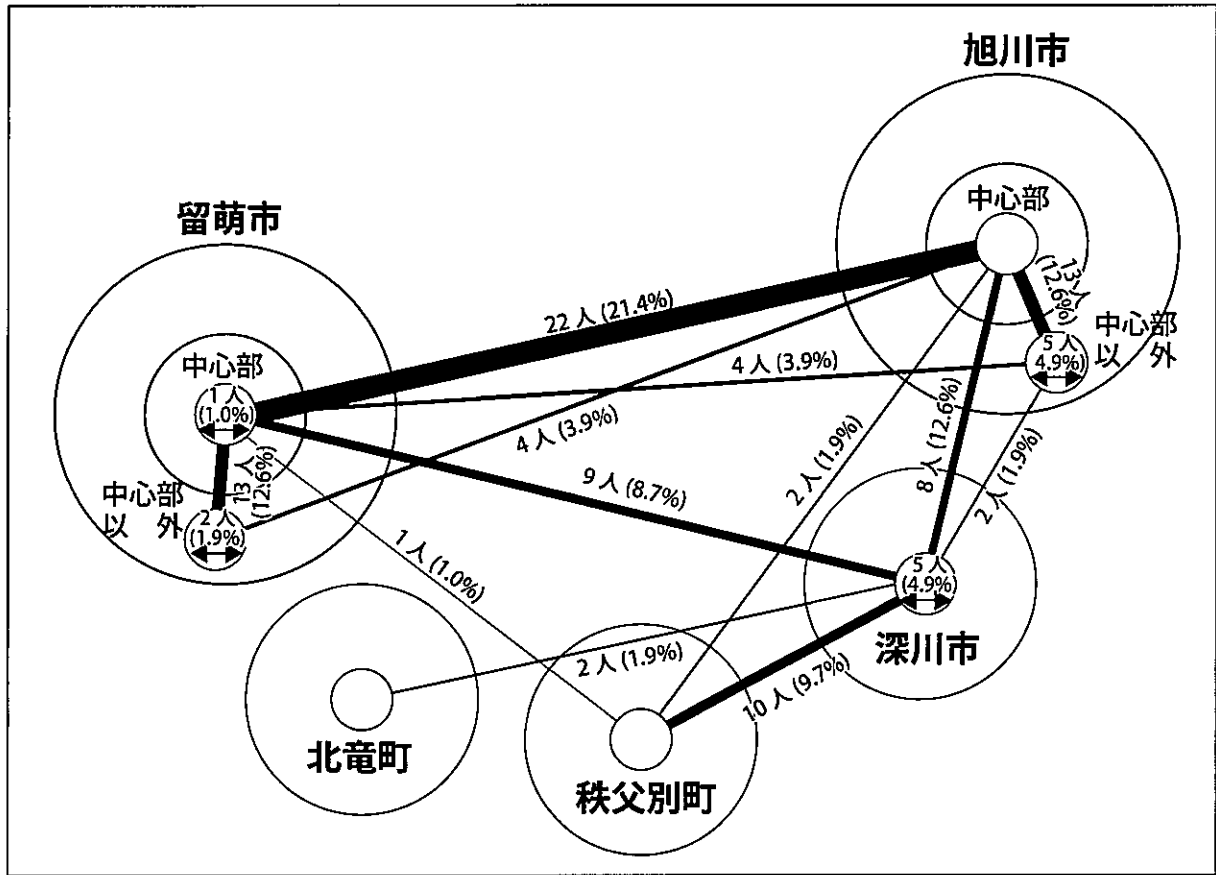 旭川市
中心部
13人
(12.6%)
中心部
以 外
5人
4.9%)
留萌市
中心部
1人
(1.0%)
13人
(12.6%)
中心部
以 外
2人
(1.9%)
22人(21.4%)
4人(3.9%)
4人(3.9%)
9人(8.7%)
2人(1.9%)
8人(12.6%)
2人(1.9%)
1人(1.0%)
5人
(4.9%)
深川市
2人(1.9%)
10人(9.7%)
北竜町
秩父別町